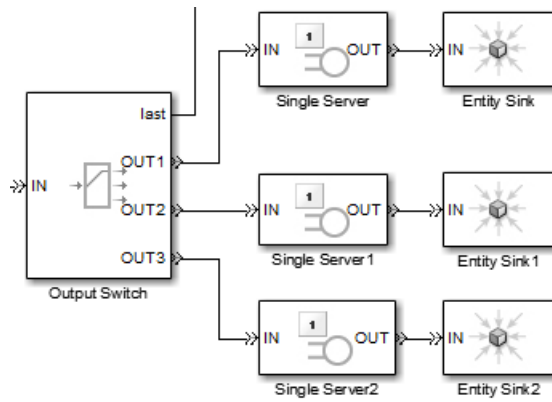 1
IN OUT IN
Single Server Entity Sink
last
OUT1
IN
OUT2
OUT3
Output Switch
1
IN OUT IN
Single Server1 Entity Sink1
1
IN OUT IN
Single Server2 Entity Sink2